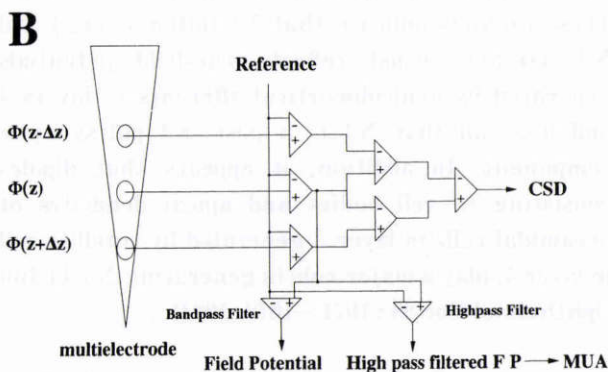 B
Reference
Φ(z-Δz)
Φ(z)
Φ(z+Δz)
CSD
Bandpass Filter
Highpass Filter
multielectrode
Field Potential
High pass filtered F P → MUA